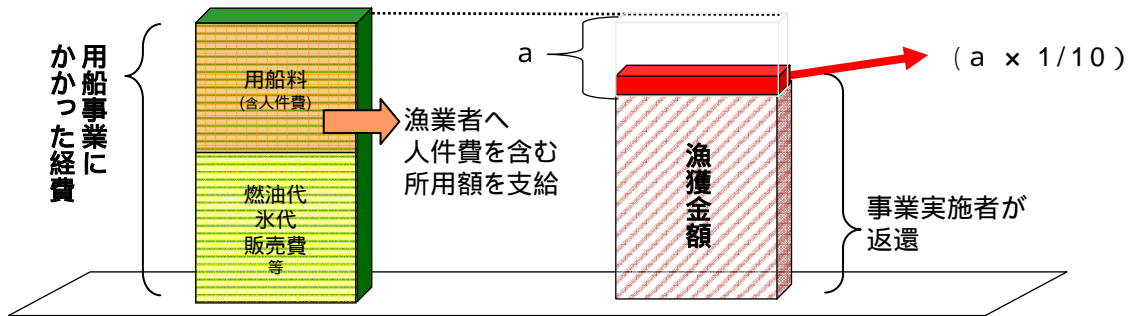 用船事業に
かかった経費
用船料
(含人件費)
燃油代
氷代
販売費
等
漁業者へ
人件費を含む
所用額を支給
a
漁獲金額
(a × 1/10)
事業実施者が
返還